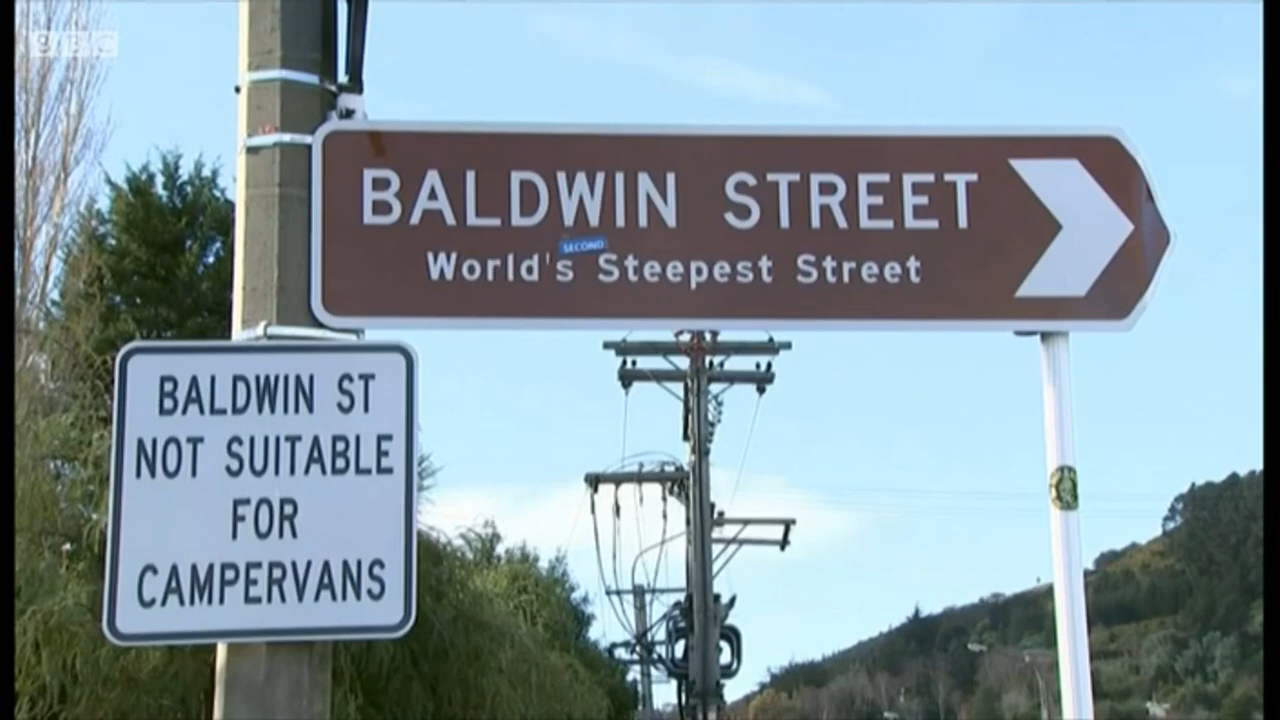 BBC
BALDWIN STREET
SECOND
World's Steepest Street
BALDWIN ST
NOT SUITABLE
FOR
CAMPERVANS